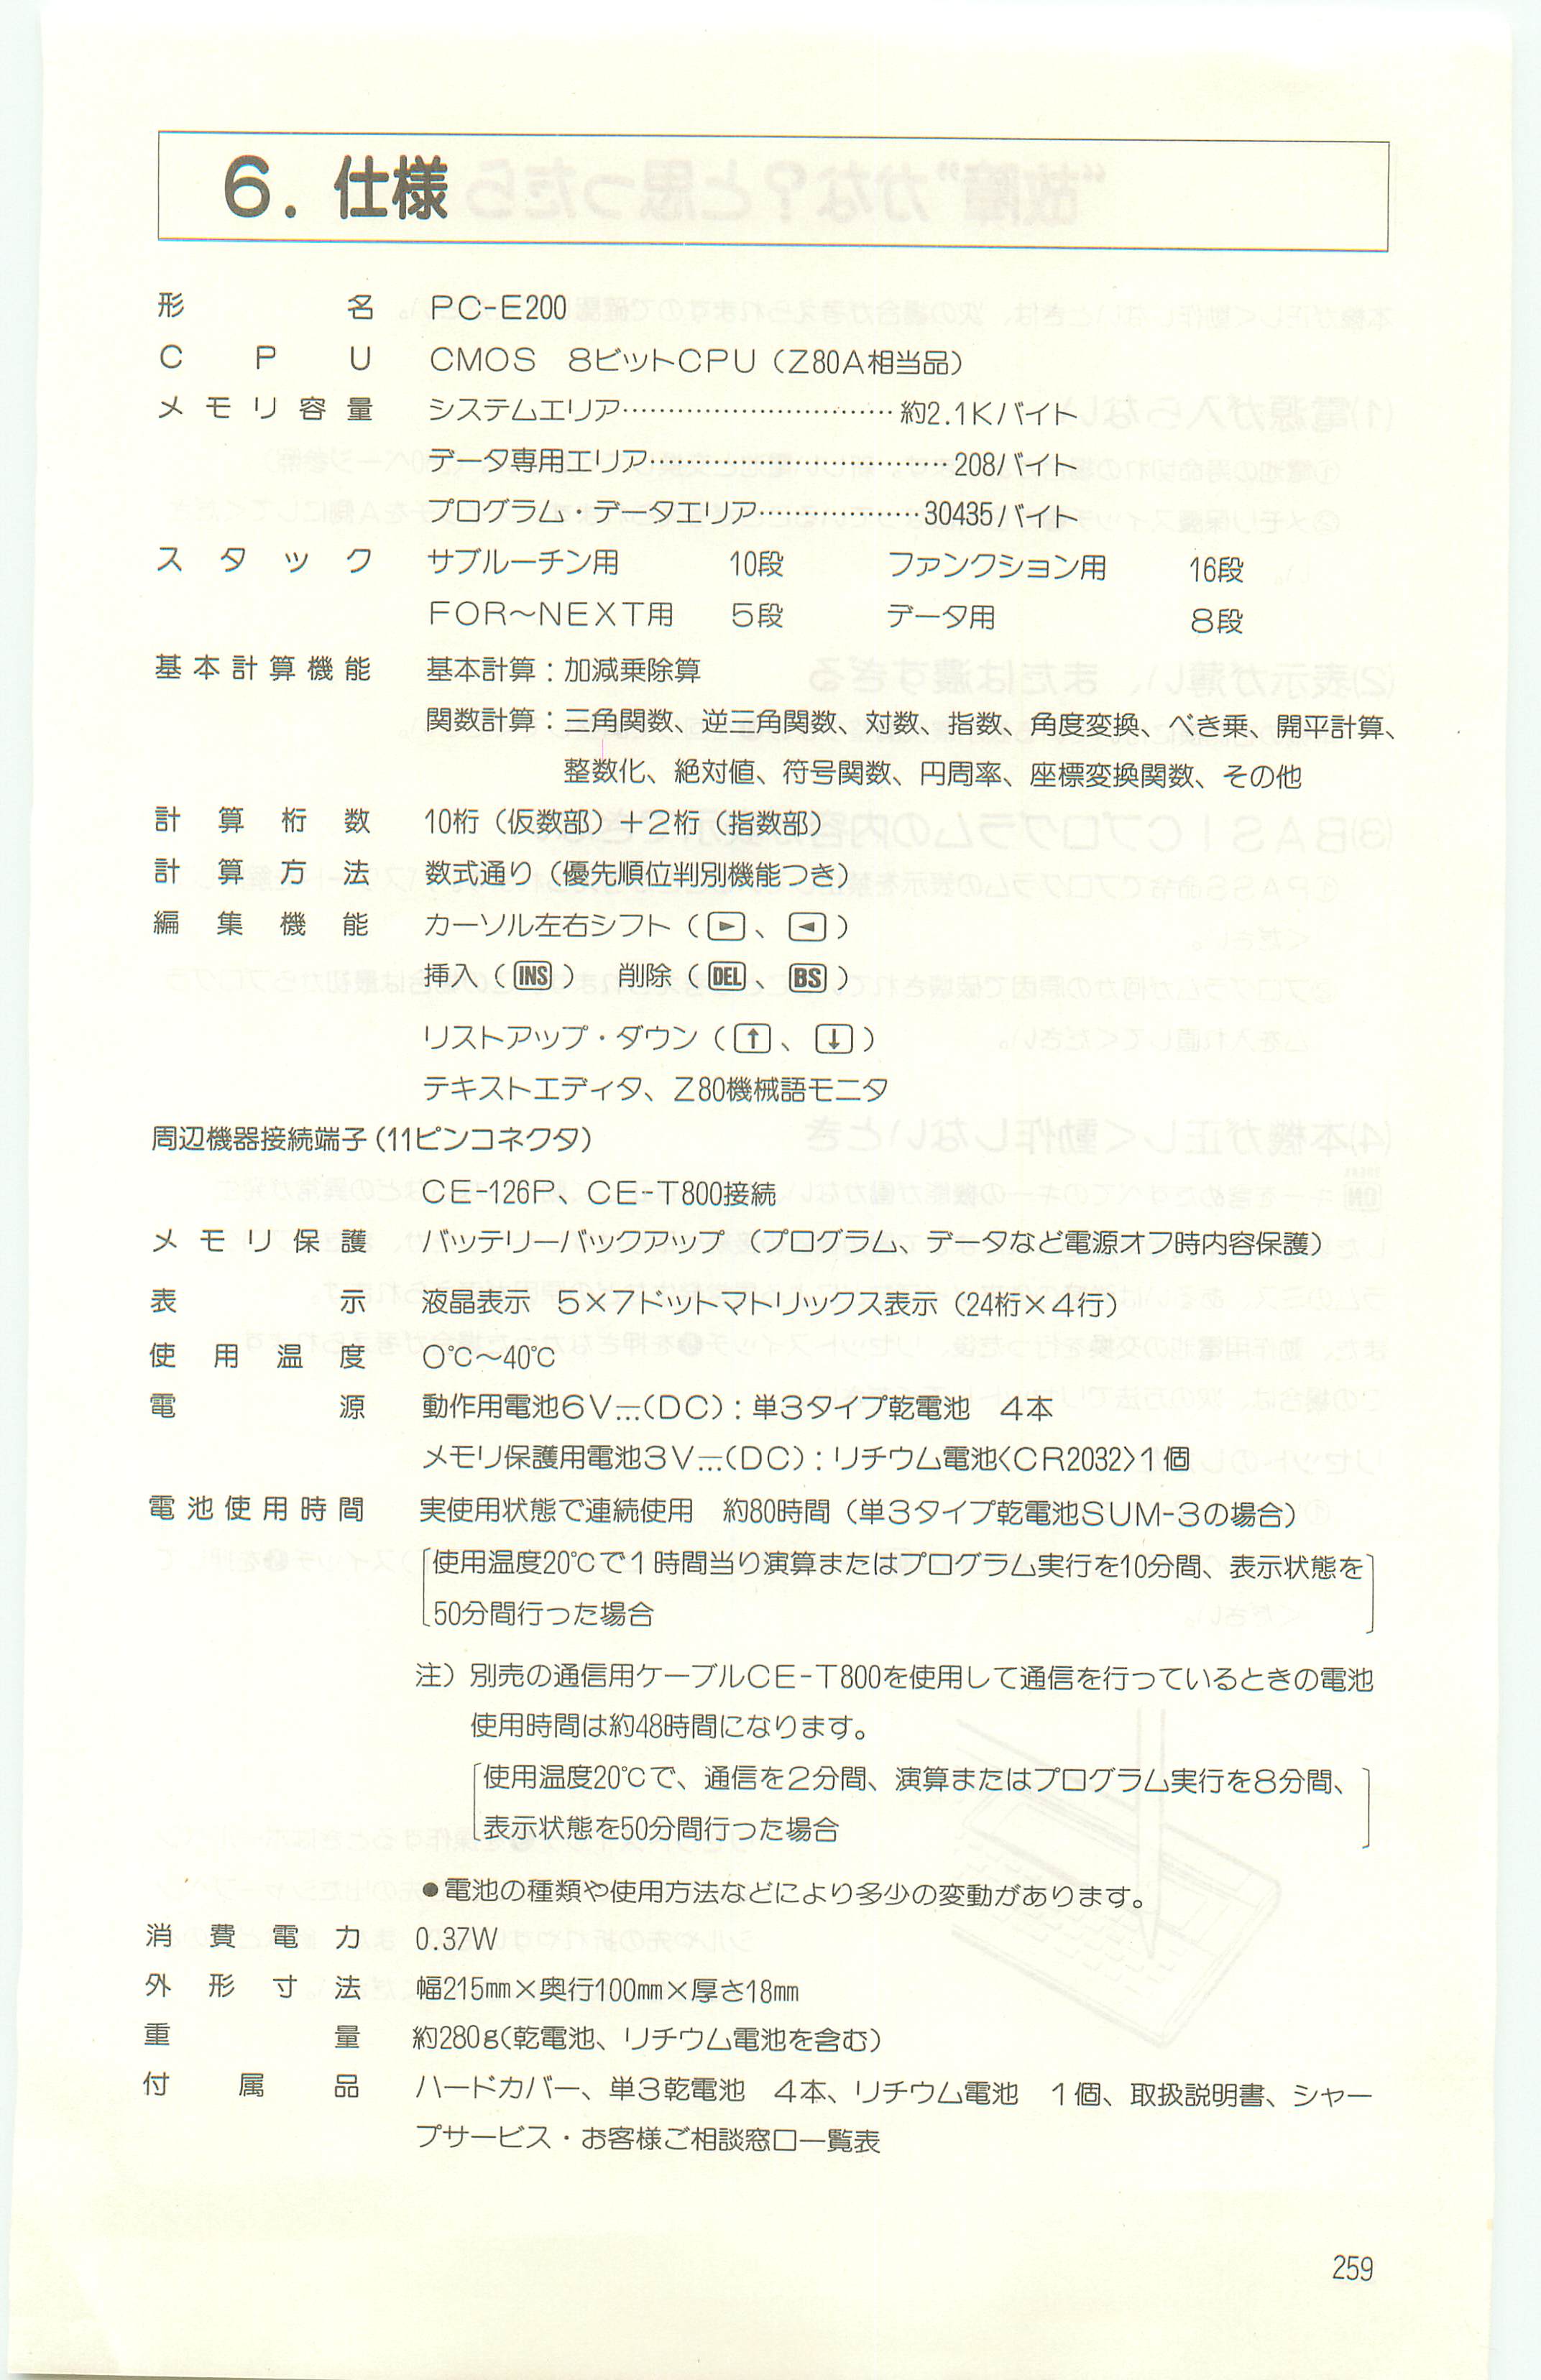 6. 仕様
形名 PC-E200
CPU CMOS 8ビットCPU（Z80A相当品）
メモリ容量 システムエリア…………………………約2.1Kバイト
データ専用エリア……………………………208バイト
プログラム・データエリア………………30435バイト
スタック サブルーチン用 10段 ファンクション用 16段
FOR～NEXT用 5段 データ用 8段
基本計算機能 基本計算：加減乗除算
関数計算：三角関数、逆三角関数、対数、指数、角度変換、べき乗、開平計算、
整数化、絶対値、符号関数、円周率、座標変換関数、その他
計算桁数 10桁（仮数部）＋2桁（指数部）
計算方法 数式通り（優先順位判別機能つき）
編集機能 カーソル左右シフト（►、◄）
挿入（INS） 削除（DEL、BS）
リストアップ・ダウン（↑、↓）
テキストエディタ、Z80機械語モニタ
周辺機器接続端子（11ピンコネクタ）
CE-126P、CE-T800接続
メモリ保護 バッテリーバックアップ（プログラム、データなど電源オフ時内容保護）
表示 液晶表示 5×7ドットマトリックス表示（24桁×4行）
使用温度 0℃～40℃
電源 動作用電池6V⎓(DC)：単3タイプ乾電池 4本
メモリ保護用電池3V⎓(DC)：リチウム電池〈CR2032〉1個
電池使用時間 実使用状態で連続使用 約80時間（単3タイプ乾電池SUM-3の場合）
使用温度20℃で1時間当り演算またはプログラム実行を10分間、表示状態を
50分間行った場合
注）別売の通信用ケーブルCE-T800を使用して通信を行っているときの電池
使用時間は約48時間になります。
使用温度20℃で、通信を2分間、演算またはプログラム実行を8分間、
表示状態を50分間行った場合
●電池の種類や使用方法などにより多少の変動があります。
消費電力 0.37W
外形寸法 幅215㎜×奥行100㎜×厚さ18㎜
重量 約280g(乾電池、リチウム電池を含む)
付属品 ハードカバー、単3乾電池 4本、リチウム電池 1個、取扱説明書、シャー
プサービス・お客様ご相談窓口一覧表
259